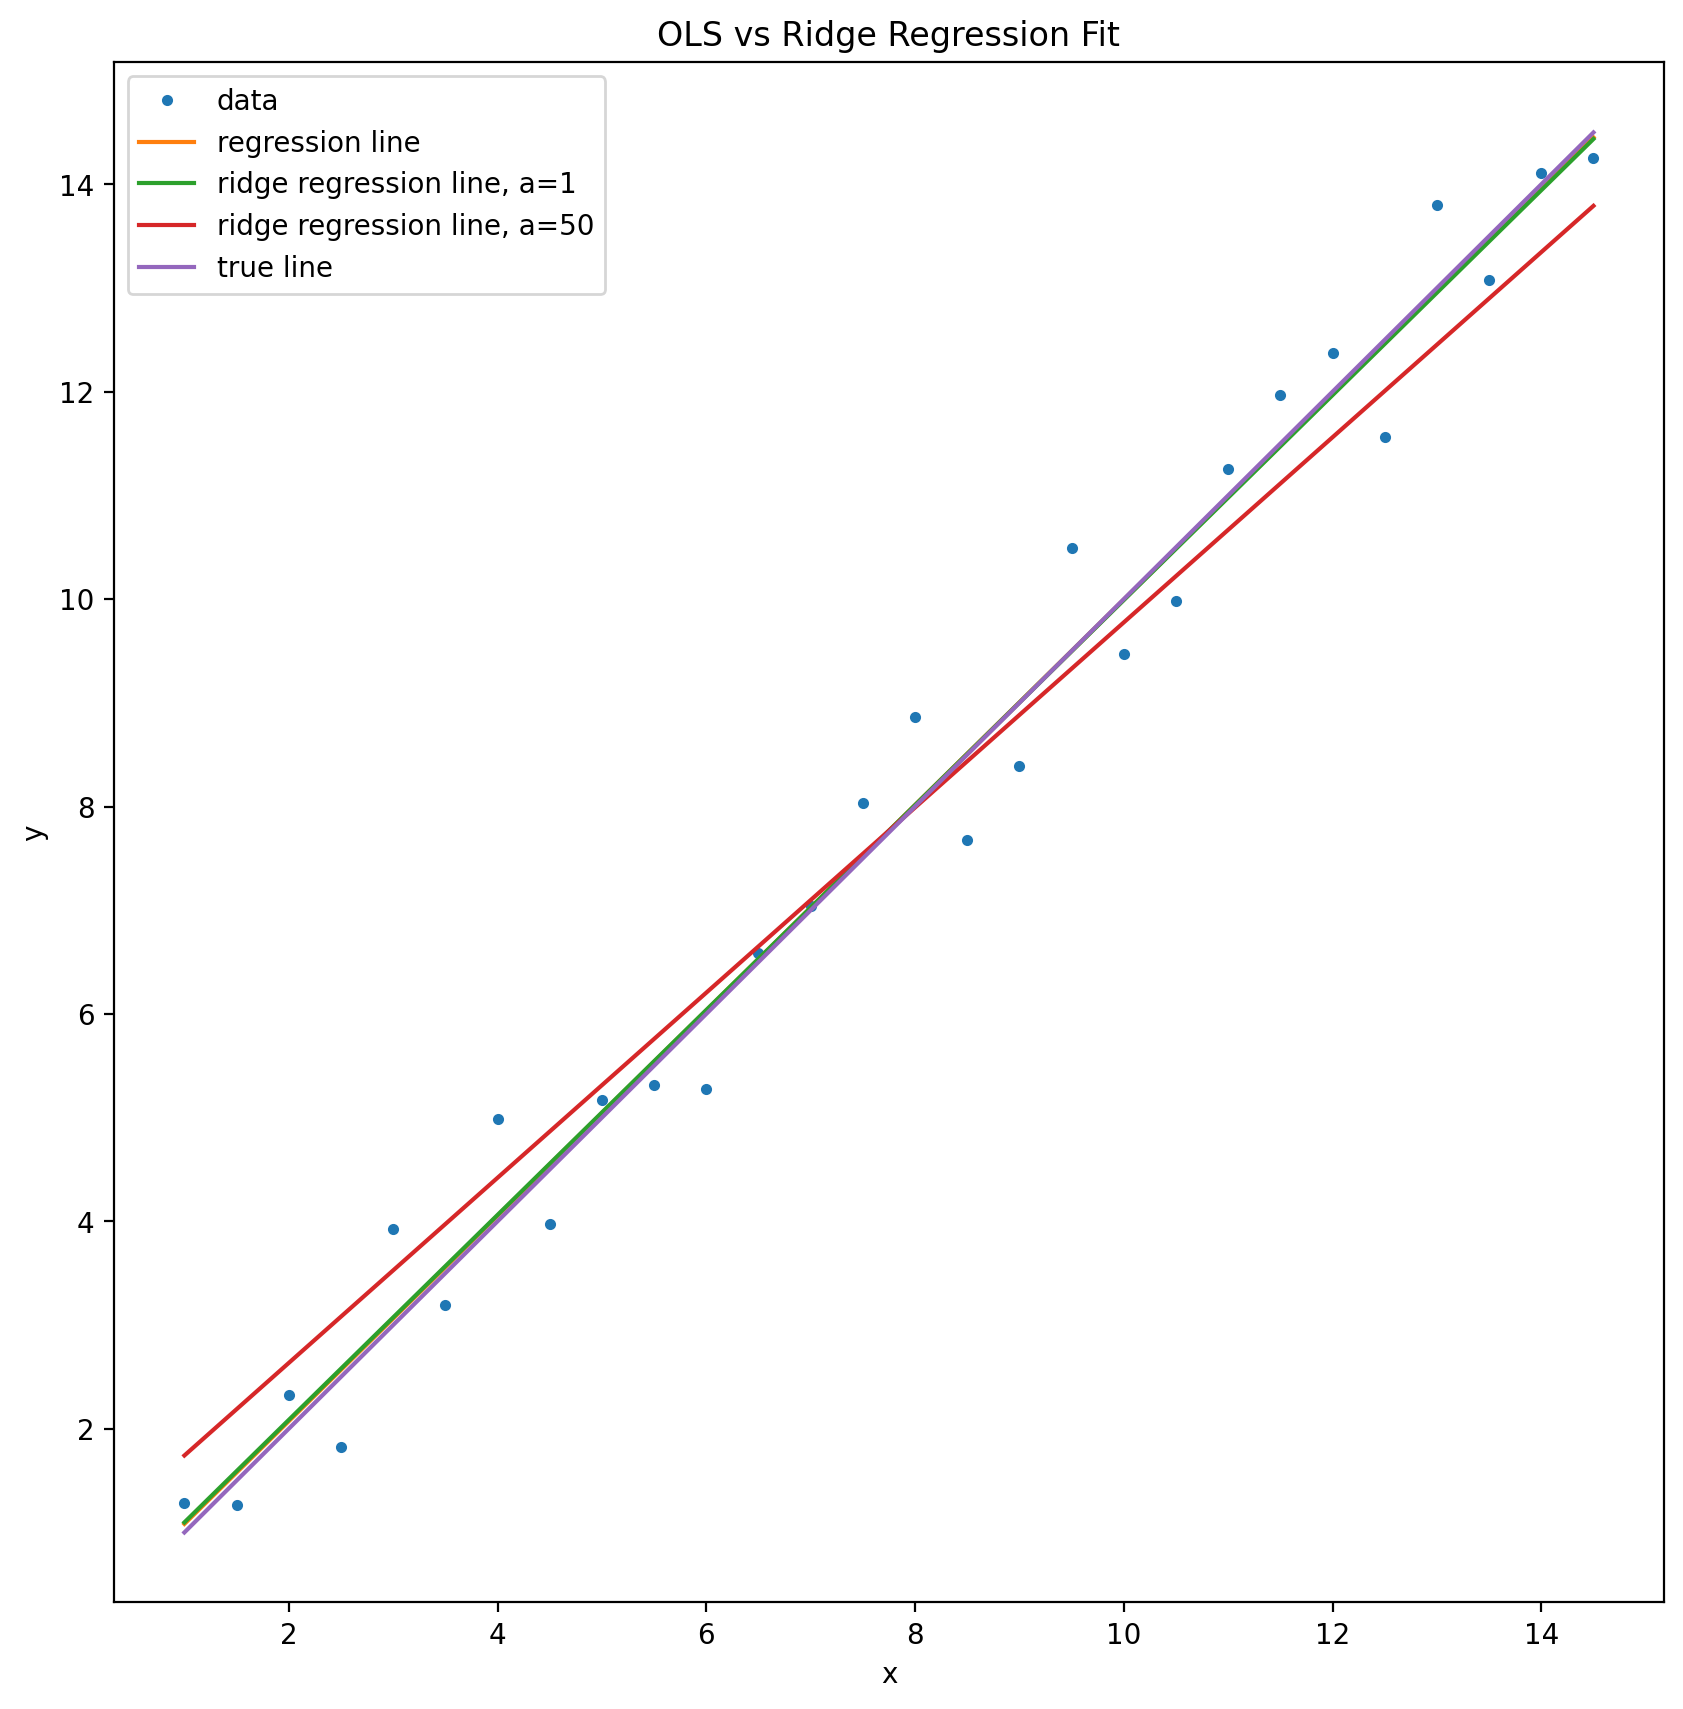 OLS vs Ridge Regression Fit
data
regression line
ridge regression line, a=1
ridge regression line, a=50
true line
14
12
10
8
6
4
2
y
2 4 6 8 10 12 14
x